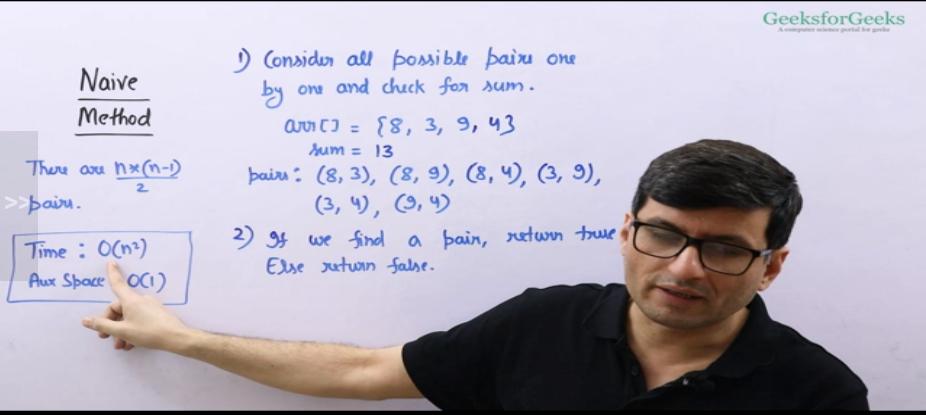 GeeksforGeeks
A computer science portal for geeks
Naive
Method
There are n×(n-1)/2
pairs.
Time : O(n²)
Aux Space O(1)
1) Consider all possible pairs one
by one and check for sum.
arr[] = {8, 3, 9, 4}
sum = 13
pairs : (8, 3), (8, 9), (8, 4), (3, 9),
(3, 4), (9, 4)
2) If we find a pair, return true
Else return false.
>>